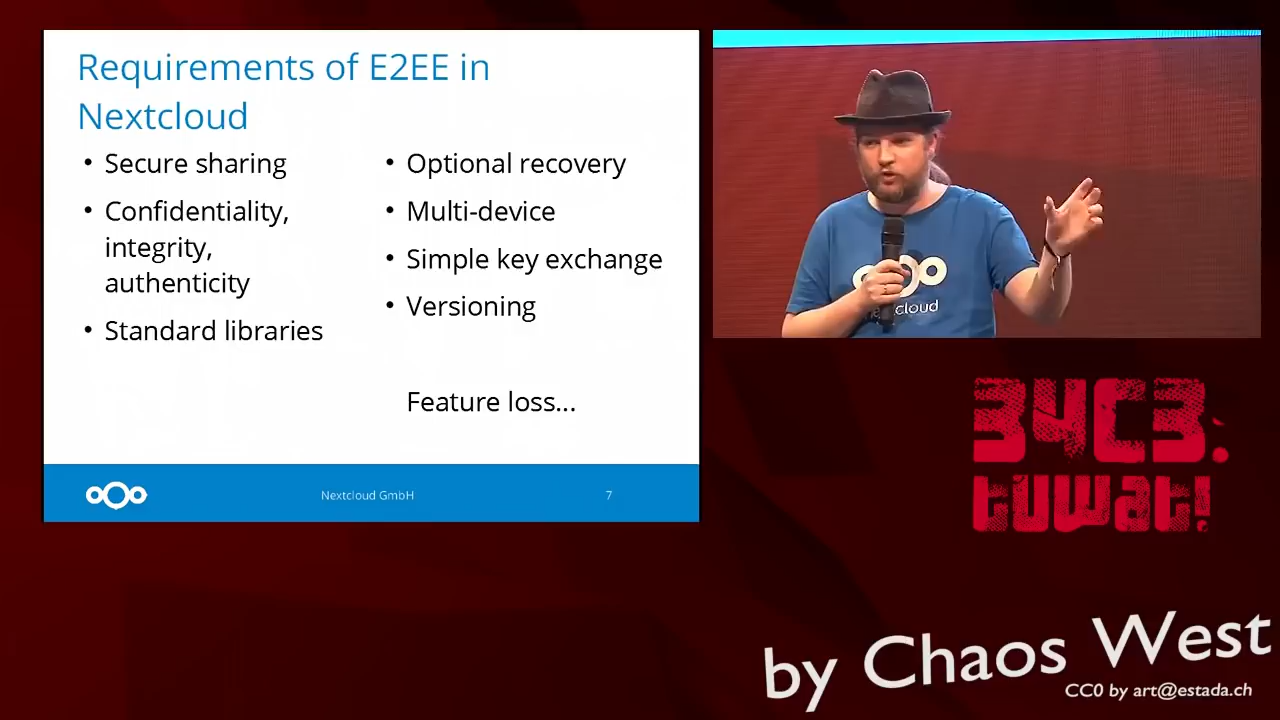 Requirements of E2EE in
Nextcloud
• Secure sharing
• Confidentiality,
integrity,
authenticity
• Standard libraries
• Optional recovery
• Multi-device
• Simple key exchange
• Versioning
Feature loss...
Nextcloud GmbH
7
cloud
34C3:
tuwat!
by Chaos West
CC0 by art@estada.ch